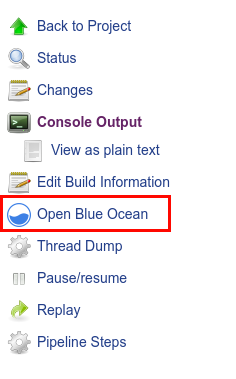 Back to Project
Status
Changes
Console Output
View as plain text
Edit Build Information
Open Blue Ocean
Thread Dump
Pause/resume
Replay
Pipeline Steps